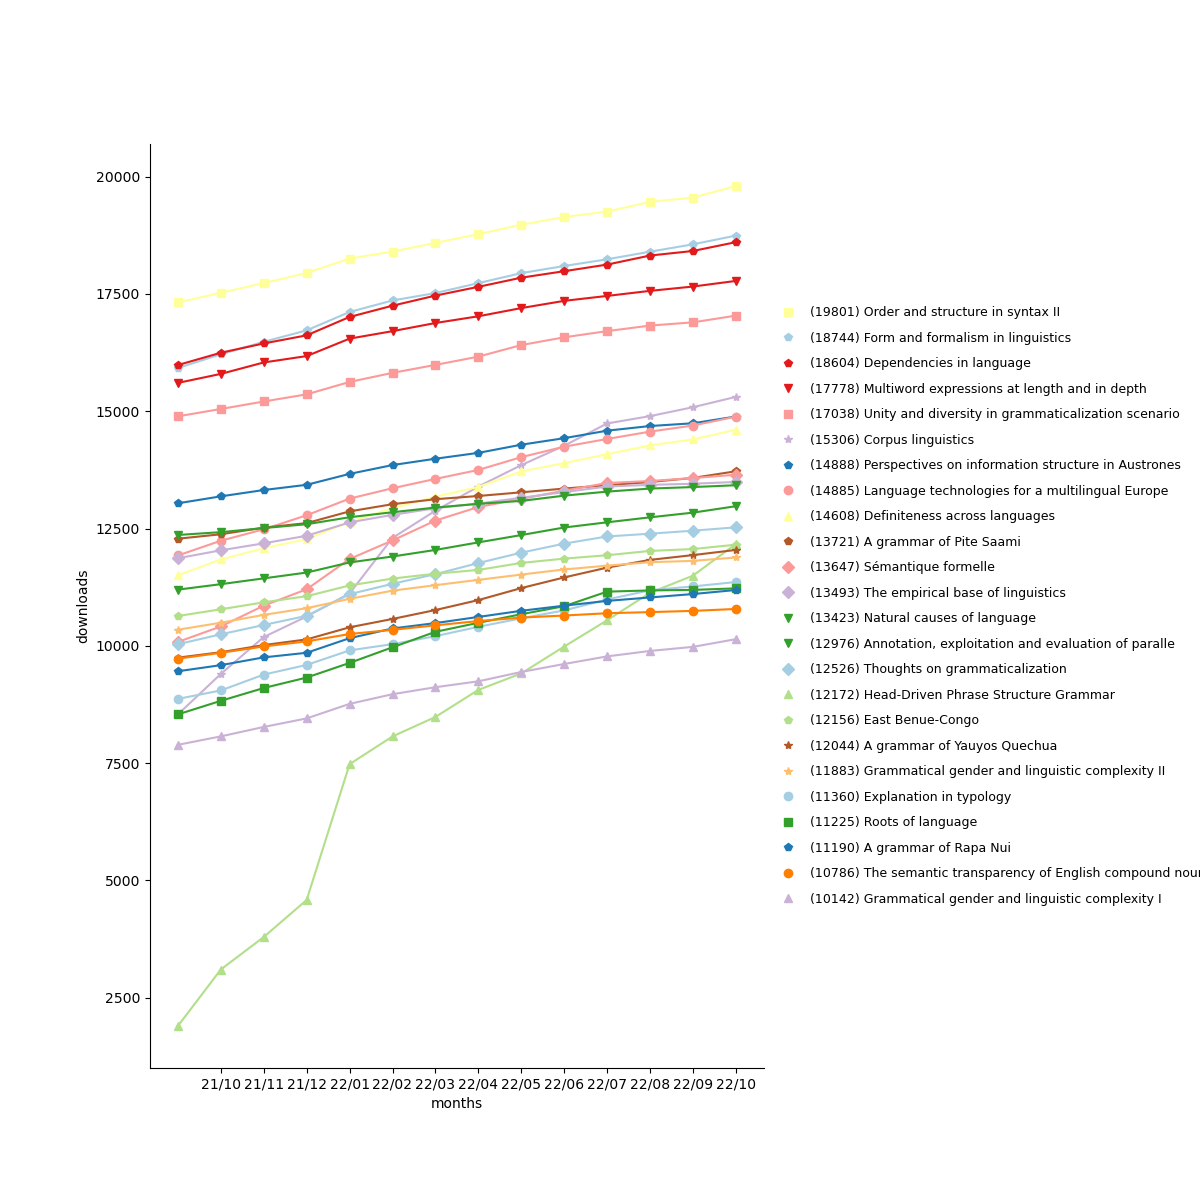 20000
17500
15000
12500
10000
7500
5000
2500
downloads
21/10 21/11 21/12 22/01 22/02 22/03 22/04 22/05 22/06 22/07 22/08 22/09 22/10
months
(19801) Order and structure in syntax II
(18744) Form and formalism in linguistics
(18604) Dependencies in language
(17778) Multiword expressions at length and in depth
(17038) Unity and diversity in grammaticalization scenario
(15306) Corpus linguistics
(14888) Perspectives on information structure in Austrones
(14885) Language technologies for a multilingual Europe
(14608) Definiteness across languages
(13721) A grammar of Pite Saami
(13647) Sémantique formelle
(13493) The empirical base of linguistics
(13423) Natural causes of language
(12976) Annotation, exploitation and evaluation of paralle
(12526) Thoughts on grammaticalization
(12172) Head-Driven Phrase Structure Grammar
(12156) East Benue-Congo
(12044) A grammar of Yauyos Quechua
(11883) Grammatical gender and linguistic complexity II
(11360) Explanation in typology
(11225) Roots of language
(11190) A grammar of Rapa Nui
(10786) The semantic transparency of English compound nou
(10142) Grammatical gender and linguistic complexity I